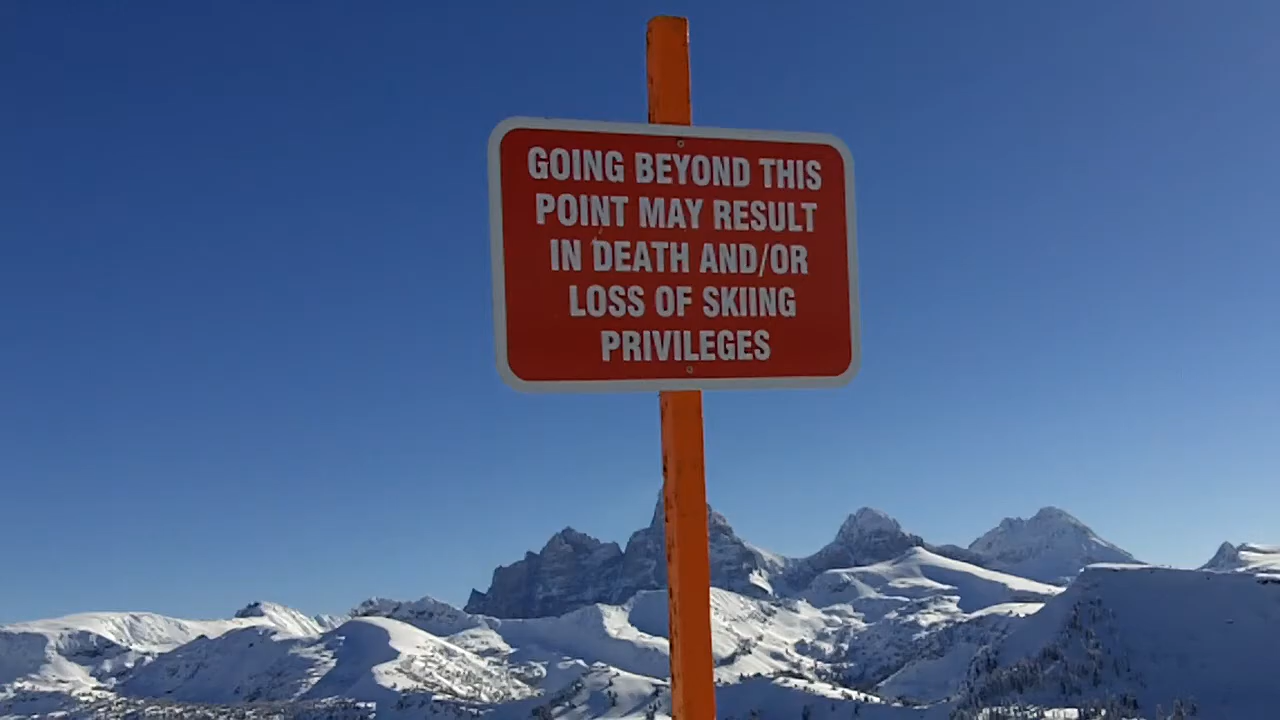 GOING BEYOND THIS
POINT MAY RESULT
IN DEATH AND/OR
LOSS OF SKIING
PRIVILEGES